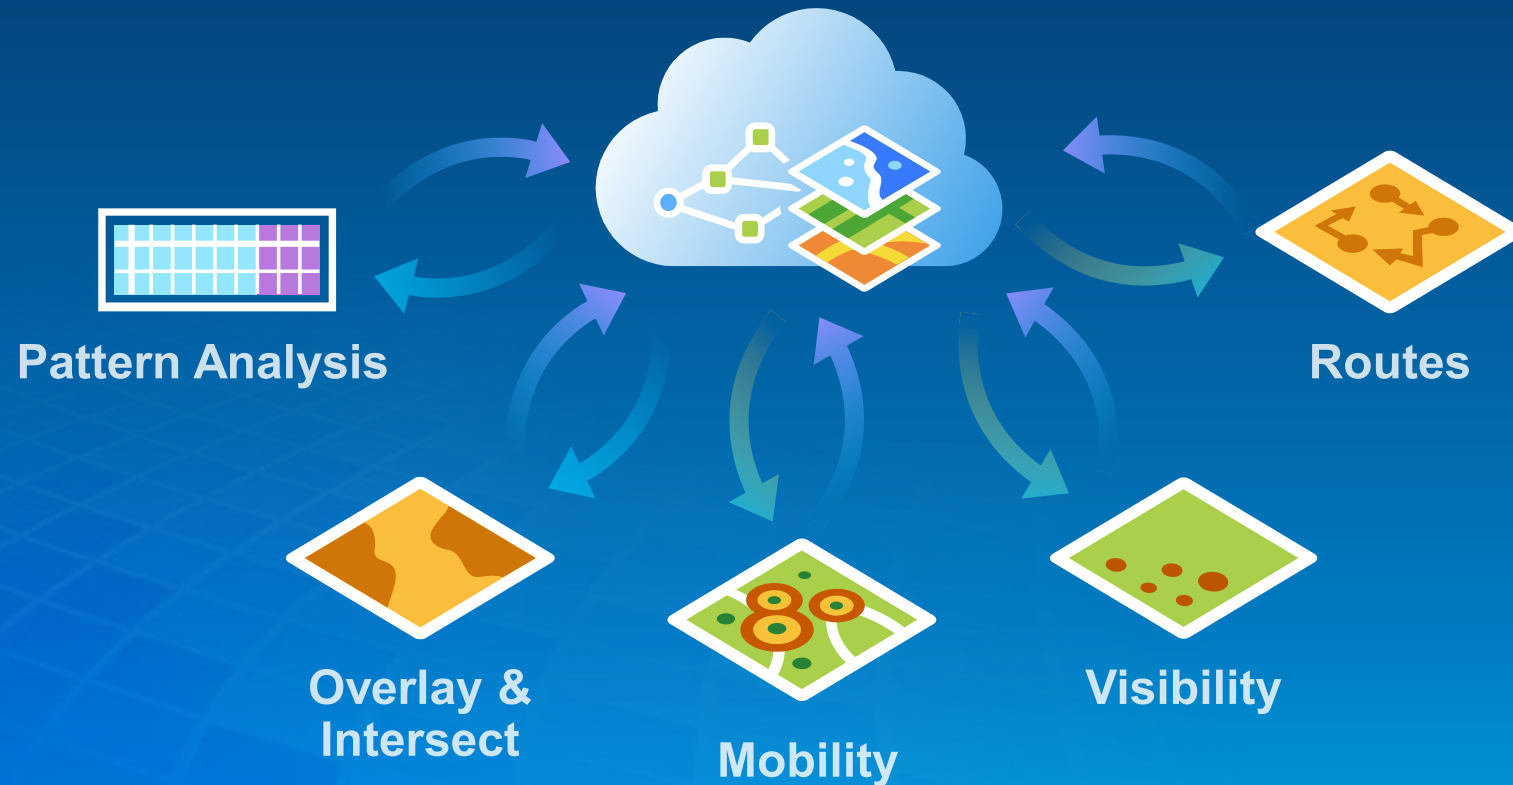 Pattern Analysis
Routes
Overlay &
Intersect
Mobility
Visibility